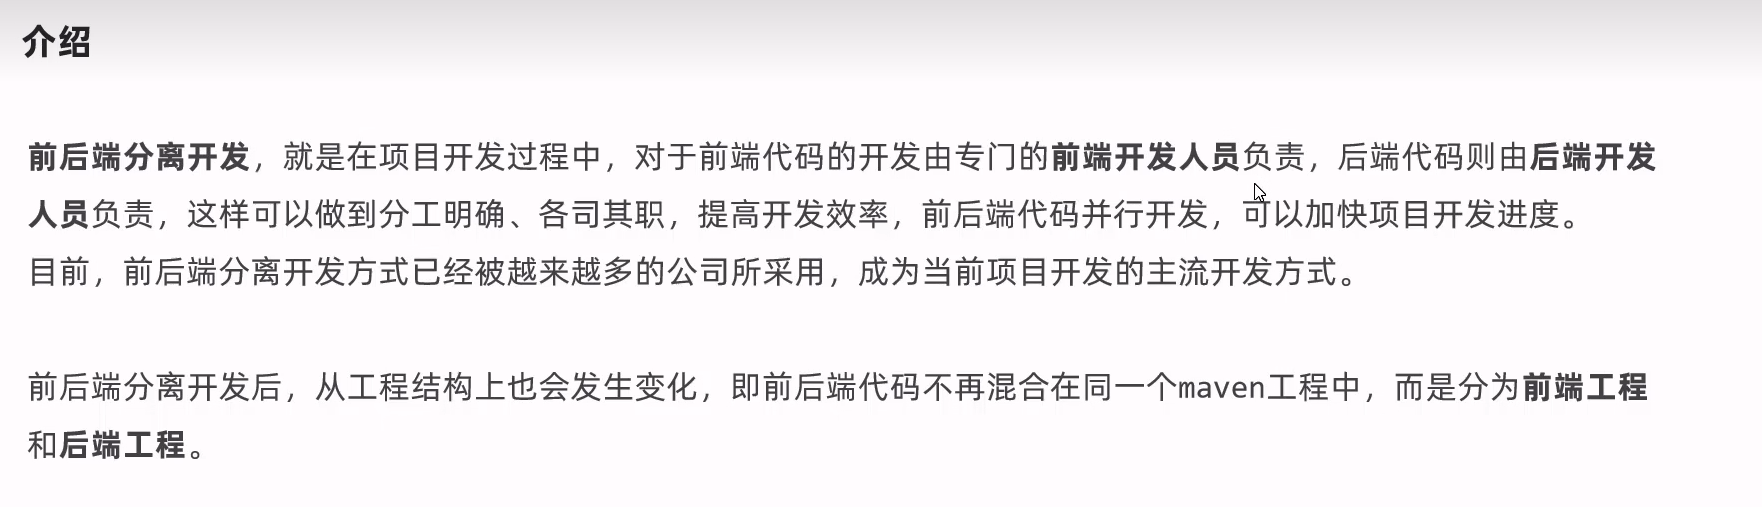 介绍
前后端分离开发，就是在项目开发过程中，对于前端代码的开发由专门的前端开发人员负责，后端代码则由后端开发
人员负责，这样可以做到分工明确、各司其职，提高开发效率，前后端代码并行开发，可以加快项目开发进度。
目前，前后端分离开发方式已经被越来越多的公司所采用，成为当前项目开发的主流开发方式。
前后端分离开发后，从工程结构上也会发生变化，即前后端代码不再混合在同一个maven工程中，而是分为前端工程
和后端工程。